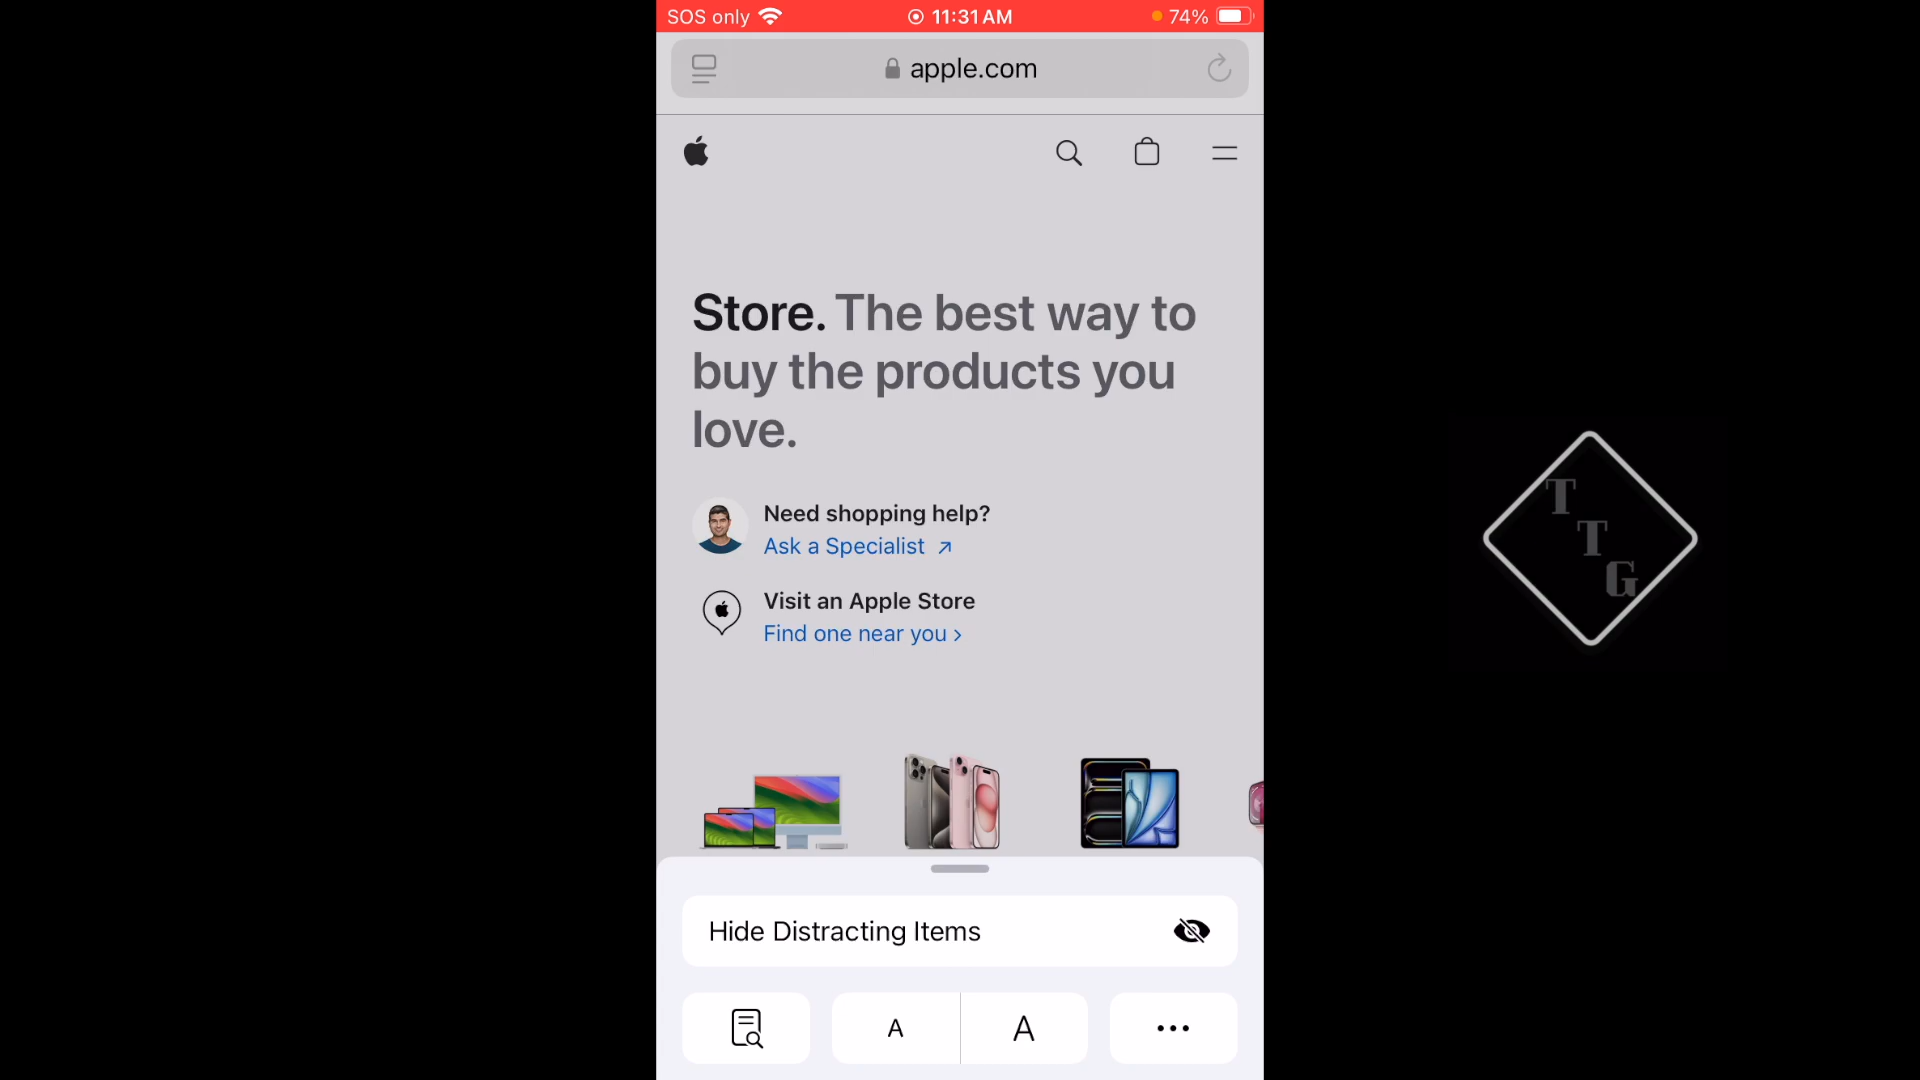 SOS only
11:31 AM
74%
apple.com
Store. The best way to
buy the products you
love.
Need shopping help?
Ask a Specialist ↗
Visit an Apple Store
Find one near you ›
Hide Distracting Items
A
A
T
T
G